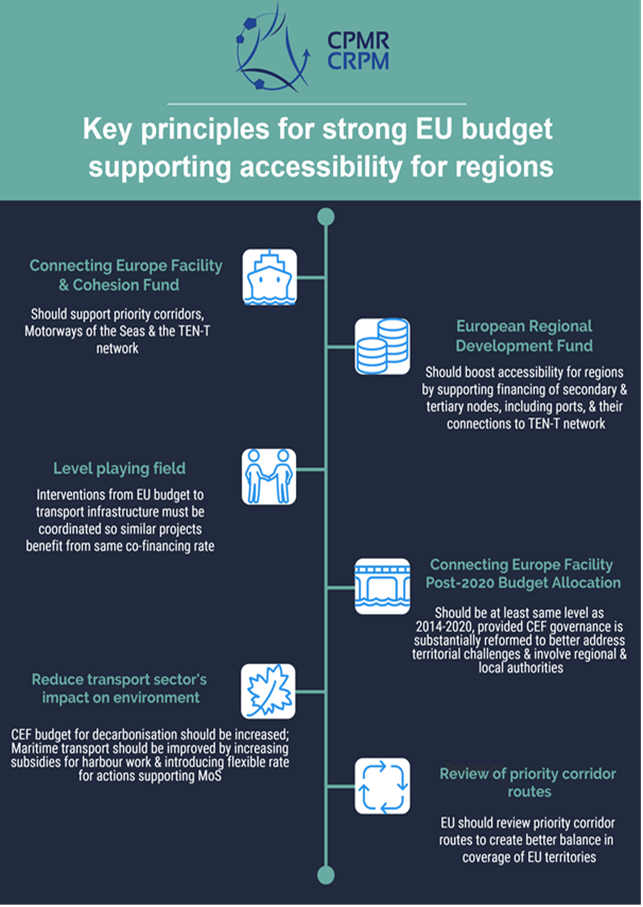 CPMR
CRPM
Key principles for strong EU budget
supporting accessibility for regions
Connecting Europe Facility
& Cohesion Fund
Should support priority corridors,
Motorways of the Seas & the TEN-T
network
European Regional
Development Fund
Should boost accessibility for regions
by supporting financing of secondary &
tertiary nodes, including ports, & their
connections to TEN-T network
Level playing field
Interventions from EU budget to
transport infrastructure must be
coordinated so similar projects
benefit from same co-financing rate
Connecting Europe Facility
Post-2020 Budget Allocation
Should be at least same level as
2014-2020, provided CEF governance is
substantially reformed to better address
territorial challenges & involve regional &
local authorities
Reduce transport sector's
impact on environment
CEF budget for decarbonisation should be increased;
Maritime transport should be improved by increasing
subsidies for harbour work & introducing flexible rate
for actions supporting MoS
Review of priority corridor
routes
EU should review priority corridor
routes to create better balance in
coverage of EU territories